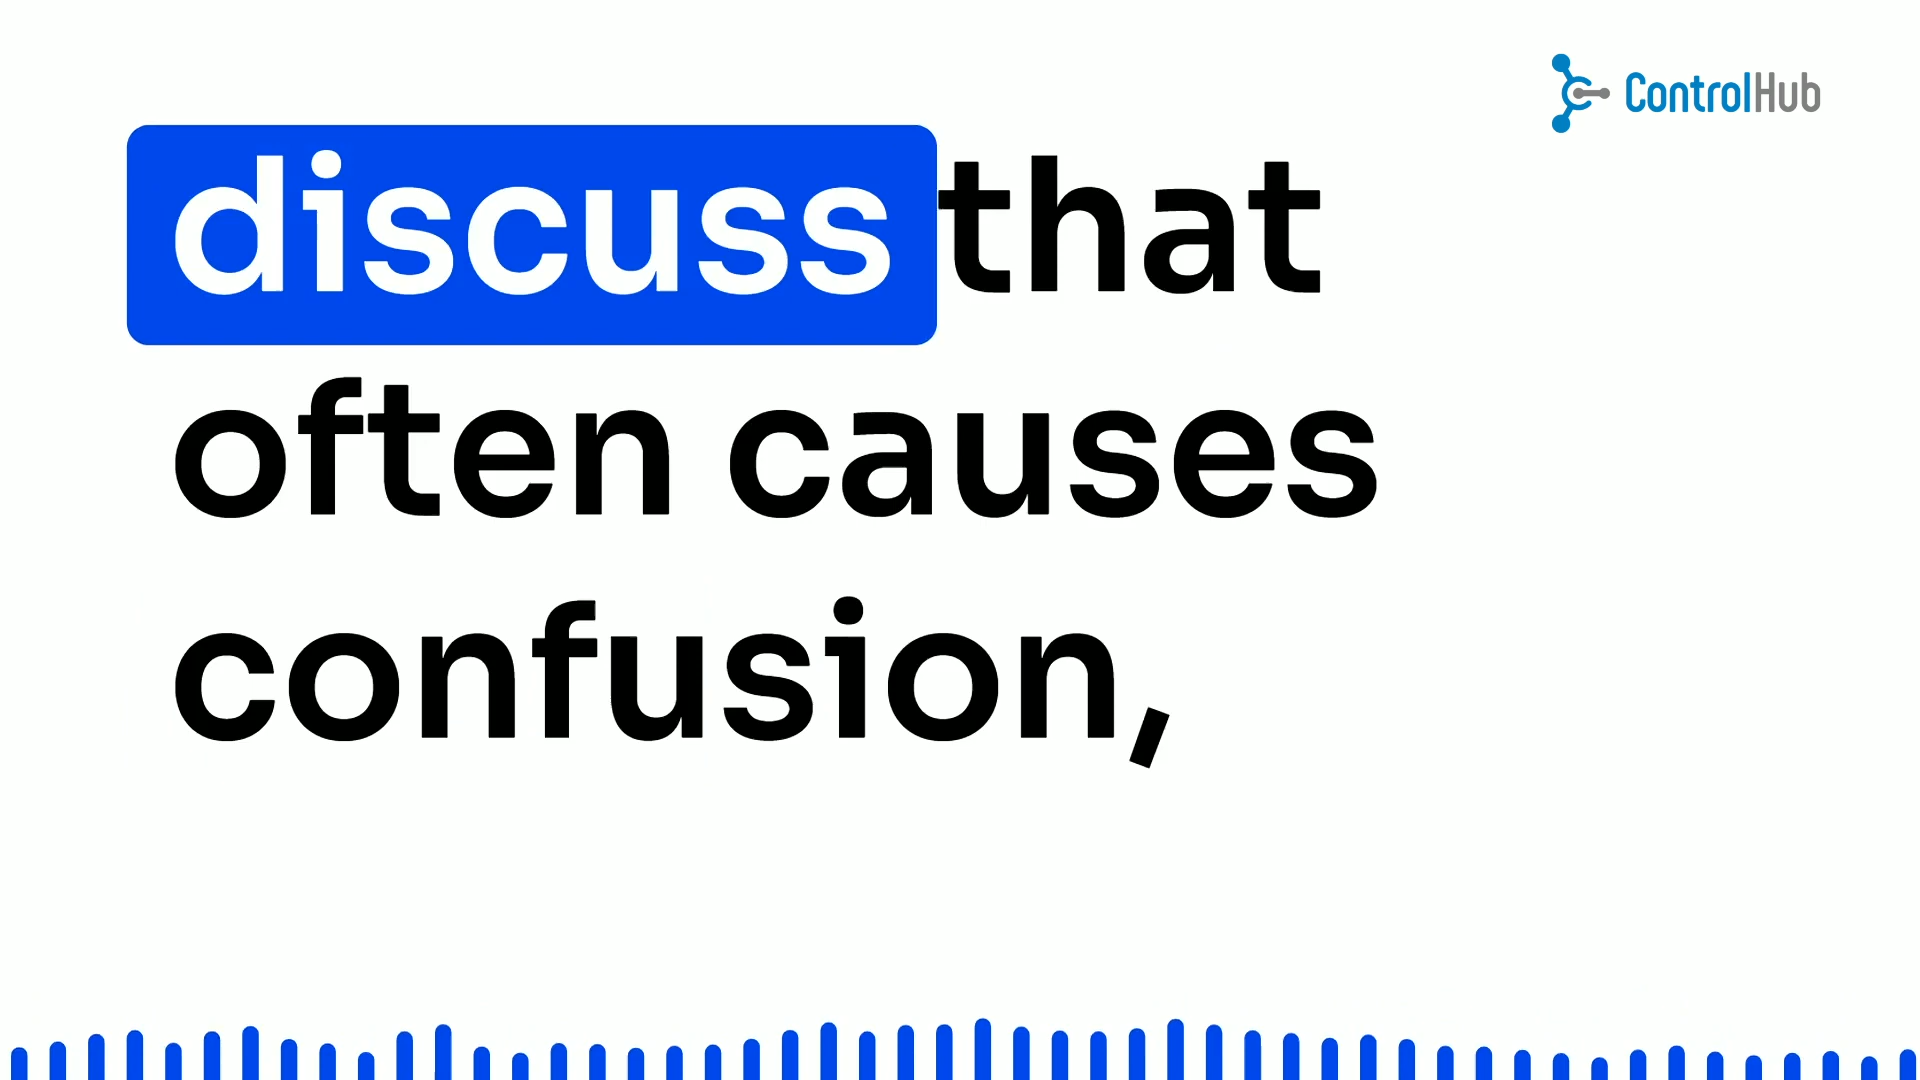 ControlHub
discuss that
often causes
confusion,